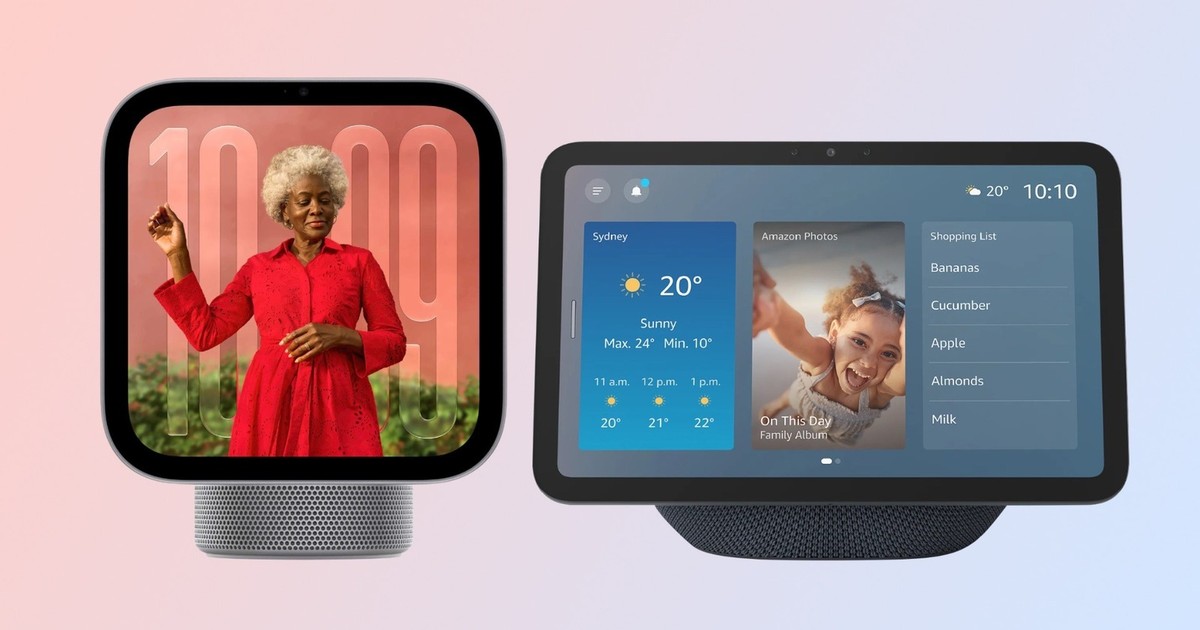 10:09
20°
10:10
Sydney
20°
Sunny
Max. 24° Min. 10°
11 a.m. 12 p.m. 1 p.m.
20° 21° 22°
Amazon Photos
On This Day
Family Album
Shopping List
Bananas
Cucumber
Apple
Almonds
Milk